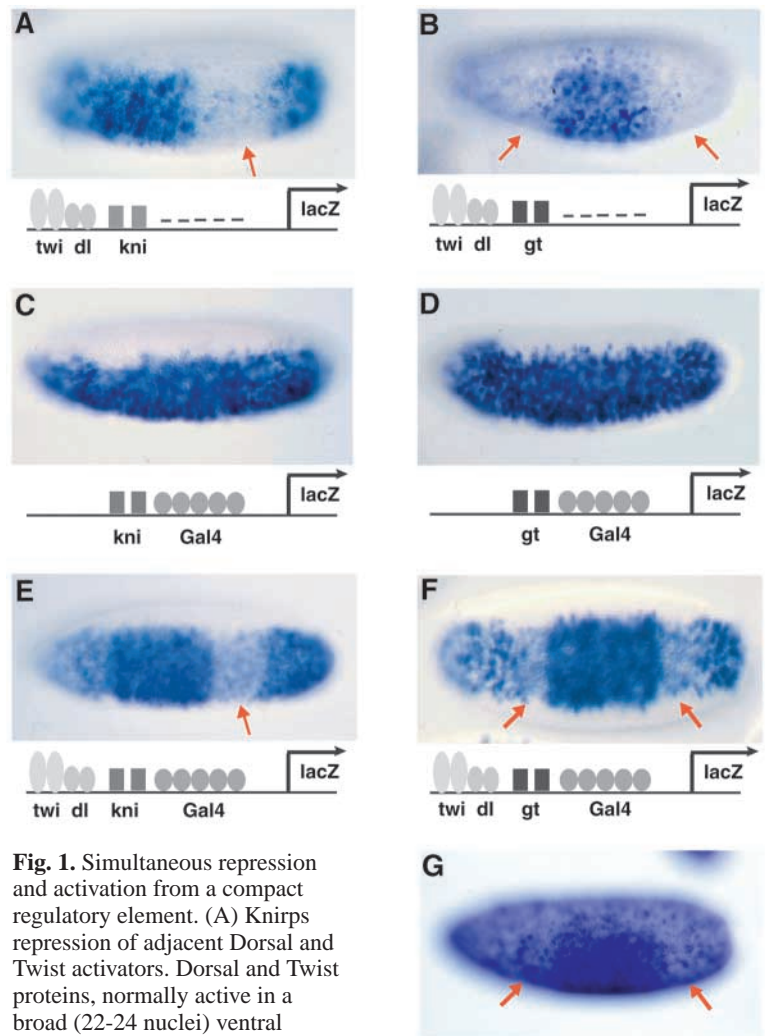 A
B
lacZ
lacZ
twi dl kni
twi dl gt
C
D
lacZ
lacZ
kni Gal4
gt Gal4
E
F
lacZ
lacZ
twi dl kni Gal4
twi dl gt Gal4
Fig. 1. Simultaneous repression
and activation from a compact
regulatory element. (A) Knirps
repression of adjacent Dorsal and
Twist activators. Dorsal and Twist
proteins, normally active in a
broad (22-24 nuclei) ventral
G